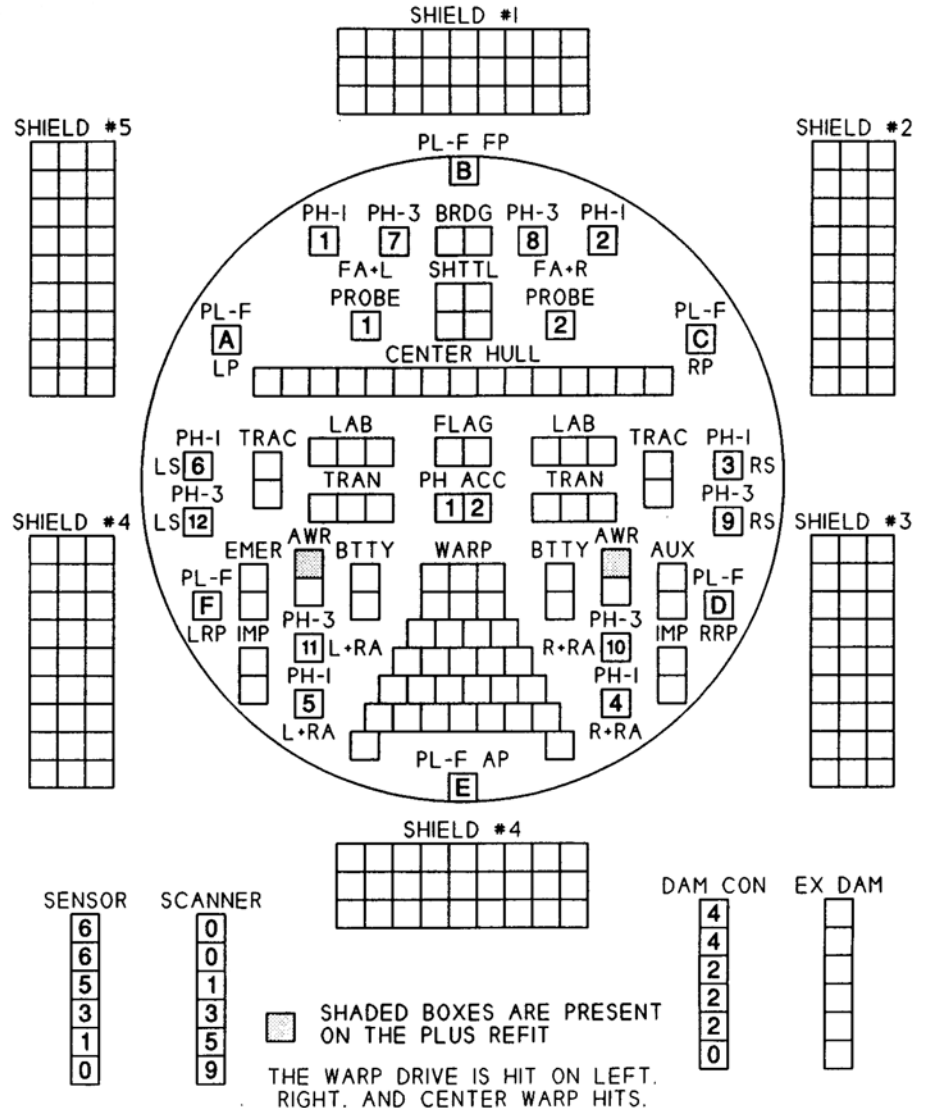 SHIELD #1
SHIELD #5
SHIELD #2
PL-F FP
B
PH-1 PH-3 BRDG PH-3 PH-1
1 7 8 2
FA+L SHTTL FA+R
PROBE PROBE
1 2
PL-F PL-F
A C
LP RP
CENTER HULL
LAB FLAG LAB
PH-1 TRAC TRAC PH-1
LS 6 3 RS
TRAN PH ACC TRAN
1 2
PH-3 PH-3
LS 12 9 RS
SHIELD #4
SHIELD #3
AWR AWR
EMER BTTY WARP BTTY AUX
PL-F PL-F
F D
LRP RRP
IMP IMP
PH-3 PH-3
11 L+RA R+RA 10
PH-1 PH-1
5 4
L+RA R+RA
PL-F AP
E
SHIELD #4
SENSOR
6
6
5
3
1
0
SCANNER
0
0
1
3
5
9
DAM CON
4
4
2
2
2
0
EX DAM
SHADED BOXES ARE PRESENT
ON THE PLUS REFIT
THE WARP DRIVE IS HIT ON LEFT.
RIGHT. AND CENTER WARP HITS.